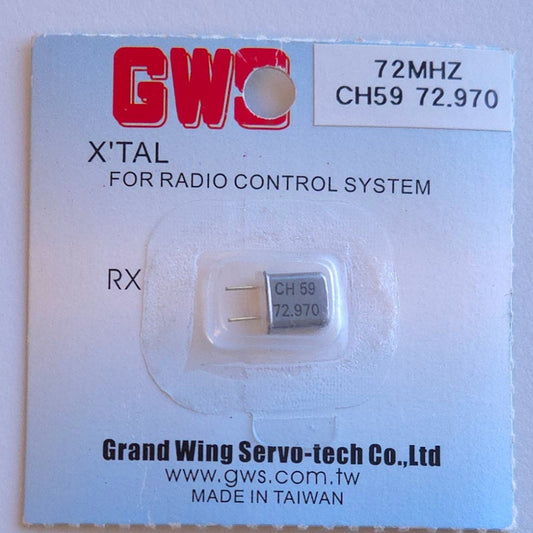 GWS
72MHZ
CH59 72.970
X'TAL
FOR RADIO CONTROL SYSTEM
RX
CH 59
72.970
Grand Wing Servo-tech Co.,Ltd
www.gws.com.tw
MADE IN TAIWAN